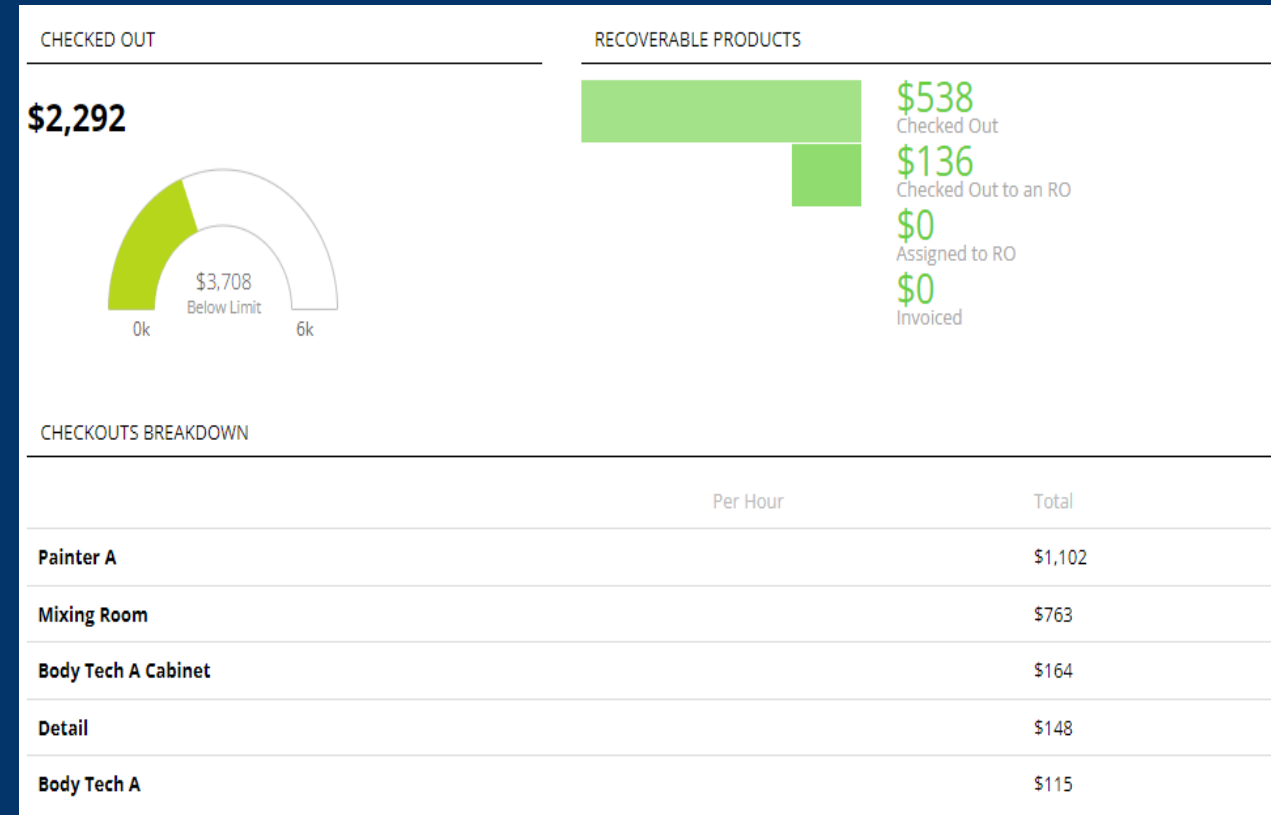 CHECKED OUT
$2,292
$3,708
Below Limit
0k 6k
RECOVERABLE PRODUCTS
$538
Checked Out
$136
Checked Out to an RO
$0
Assigned to RO
$0
Invoiced
CHECKOUTS BREAKDOWN
Per Hour Total
Painter A $1,102
Mixing Room $763
Body Tech A Cabinet $164
Detail $148
Body Tech A $115